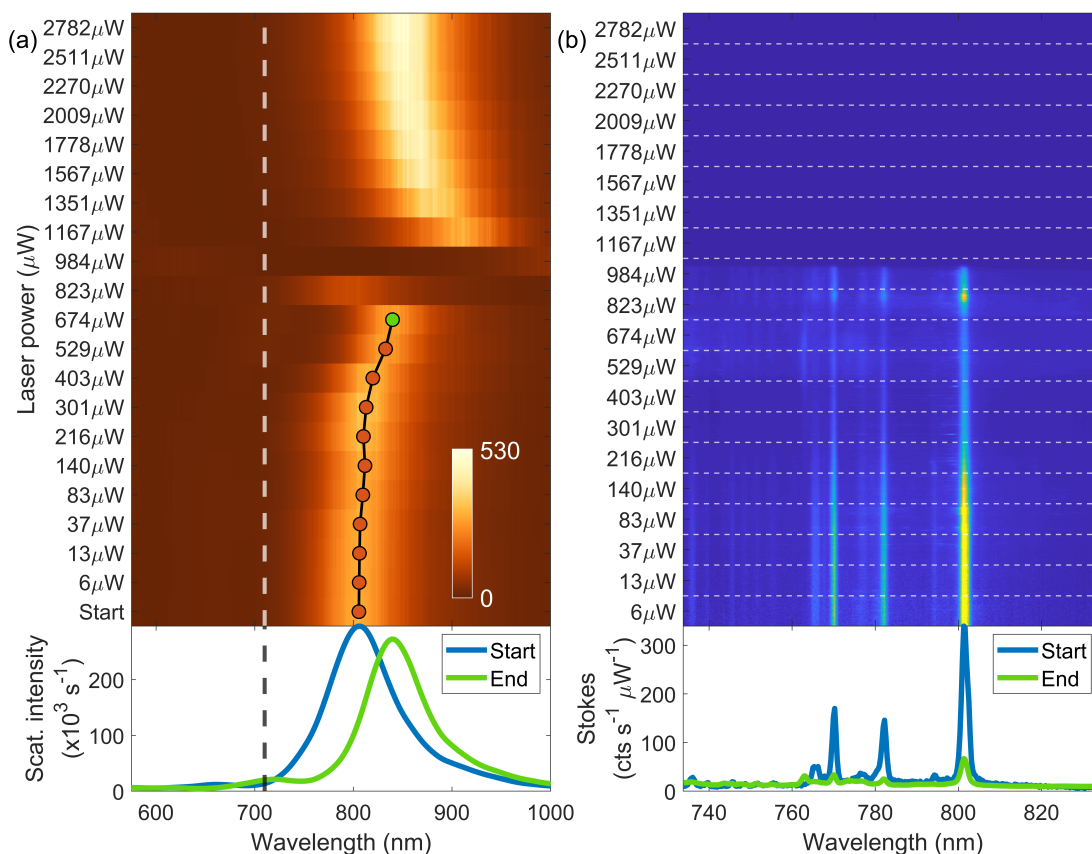 (a)
Laser power (μW)
2782μW
2511μW
2270μW
2009μW
1778μW
1567μW
1351μW
1167μW
984μW
823μW
674μW
529μW
403μW
301μW
216μW
140μW
83μW
37μW
13μW
6μW
Start
530
0
Scat. intensity
(x10³ s⁻¹)
200
100
0
Start
End
600 700 800 900 1000
Wavelength (nm)
(b)
2782μW
2511μW
2270μW
2009μW
1778μW
1567μW
1351μW
1167μW
984μW
823μW
674μW
529μW
403μW
301μW
216μW
140μW
83μW
37μW
13μW
6μW
Stokes
(cts s⁻¹ μW⁻¹)
300
200
100
0
Start
End
740 760 780 800 820
Wavelength (nm)